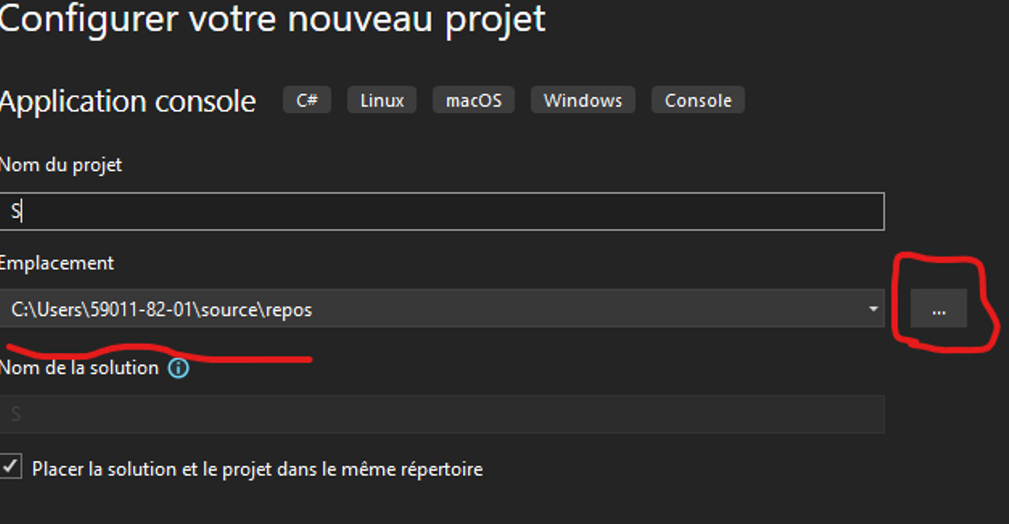 Configurer votre nouveau projet
Application console C# Linux macOS Windows Console
Nom du projet
S
Emplacement
C:\Users\59011-82-01\source\repos ...
Nom de la solution
S
Placer la solution et le projet dans le même répertoire